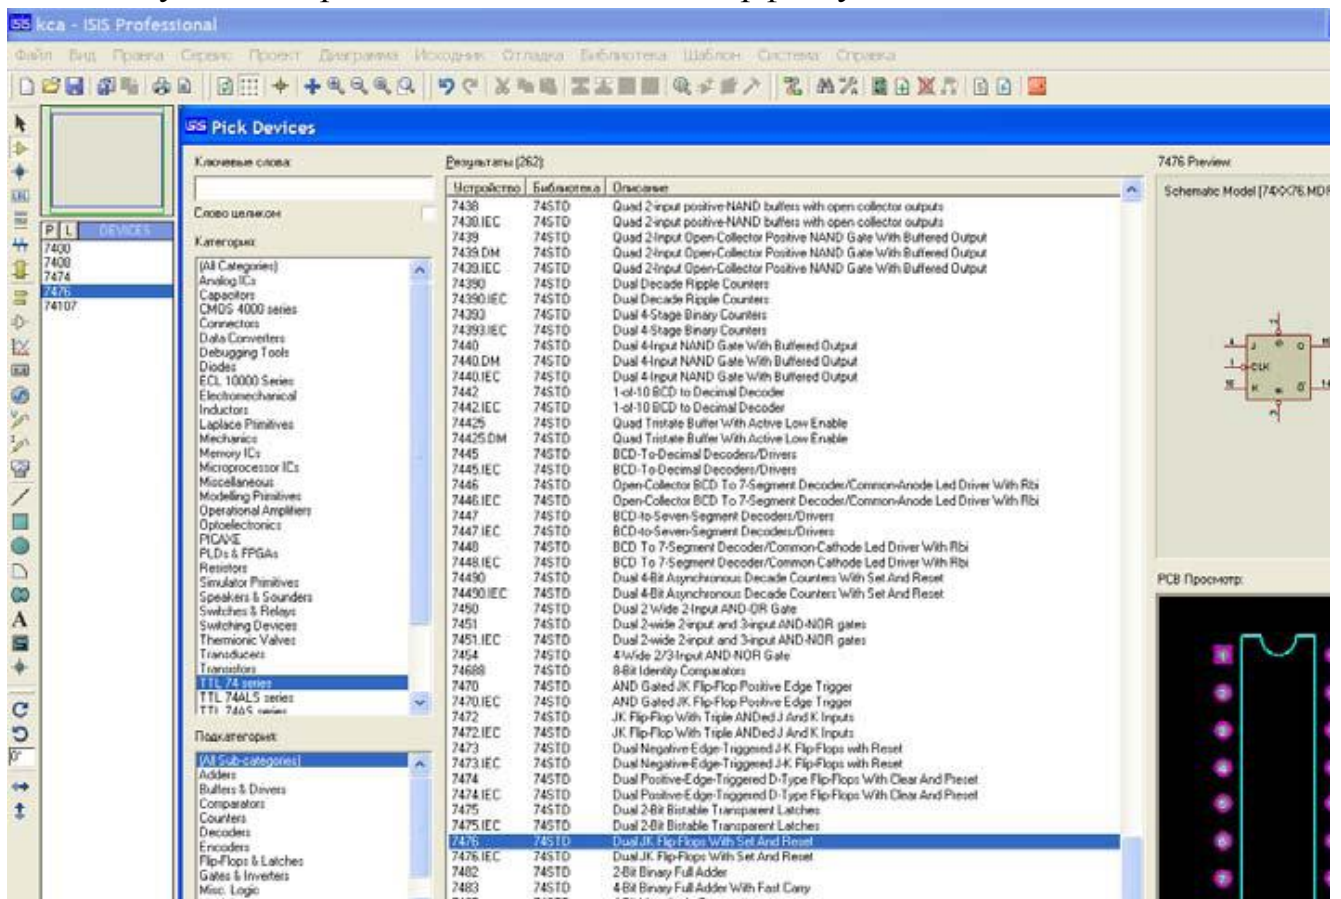 kca - ISIS Professional
Файл Вид Правка Сервис Проект Диаграмма Исходник Отладка Библиотека Шаблон Система Справка
P L DEVICES
7400
7408
7474
7476
74107
ISIS Pick Devices
Ключевые слова:
Слово целиком
Категория:
(All Categories)
Analog ICs
Capacitors
CMOS 4000 series
Connectors
Data Converters
Debugging Tools
Diodes
ECL 10000 Series
Electromechanical
Inductors
Laplace Primitives
Mechanics
Memory ICs
Microprocessor ICs
Miscellaneous
Modelling Primitives
Operational Amplifiers
Optoelectronics
PICAXE
PLDs & FPGAs
Resistors
Simulator Primitives
Speakers & Sounders
Switches & Relays
Switching Devices
Thermionic Valves
Transducers
Transistors
TTL 74 series
TTL 74ALS series
TTL 74AS series
Подкатегория:
(All Sub-categories)
Adders
Buffers & Drivers
Comparators
Counters
Decoders
Encoders
Flip-Flops & Latches
Gates & Inverters
Misc. Logic
Результаты (262):
Устройство Библиотека Описание
7438 74STD Quad 2-input positive-NAND buffers with open collector outputs
7438.IEC 74STD Quad 2-input positive-NAND buffers with open collector outputs
7439 74STD Quad 2-Input Open-Collector Positive NAND Gate With Buffered Output
7439.DM 74STD Quad 2-Input Open-Collector Positive NAND Gate With Buffered Output
7439.IEC 74STD Quad 2-Input Open-Collector Positive NAND Gate With Buffered Output
74390 74STD Dual Decade Ripple Counters
74390.IEC 74STD Dual Decade Ripple Counters
74393 74STD Dual 4-Stage Binary Counters
74393.IEC 74STD Dual 4-Stage Binary Counters
7440 74STD Dual 4-Input NAND Gate With Buffered Output
7440.DM 74STD Dual 4-Input NAND Gate With Buffered Output
7440.IEC 74STD Dual 4-Input NAND Gate With Buffered Output
7442 74STD 1-of-10 BCD to Decimal Decoder
7442.IEC 74STD 1-of-10 BCD to Decimal Decoder
74425 74STD Quad Tristate Buffer With Active Low Enable
74425.DM 74STD Quad Tristate Buffer With Active Low Enable
7445 74STD BCD-To-Decimal Decoders/Drivers
7445.IEC 74STD BCD-To-Decimal Decoders/Drivers
7446 74STD Open-Collector BCD To 7-Segment Decoder/Common-Anode Led Driver With Rbi
7446.IEC 74STD Open-Collector BCD To 7-Segment Decoder/Common-Anode Led Driver With Rbi
7447 74STD BCD-to-Seven-Segment Decoders/Drivers
7447.IEC 74STD BCD-to-Seven-Segment Decoders/Drivers
7448 74STD BCD To 7-Segment Decoder/Common-Cathode Led Driver With Rbi
7448.IEC 74STD BCD To 7-Segment Decoder/Common-Cathode Led Driver With Rbi
74490 74STD Dual 4-Bit Asynchronous Decade Counters With Set And Reset
74490.IEC 74STD Dual 4-Bit Asynchronous Decade Counters With Set And Reset
7450 74STD Dual 2 Wide 2-Input AND-OR Gate
7451 74STD Dual 2-wide 2-input and 3-input AND-NOR gates
7451.IEC 74STD Dual 2-wide 2-input and 3-input AND-NOR gates
7454 74STD 4-Wide 2/3-Input AND-NOR Gate
74688 74STD 8-Bit Identity Comparators
7470 74STD AND Gated JK Flip-Flop Positive Edge Trigger
7470.IEC 74STD AND Gated JK Flip-Flop Positive Edge Trigger
7472 74STD JK Flip-Flop With Triple ANDed J And K Inputs
7472.IEC 74STD JK Flip-Flop With Triple ANDed J And K Inputs
7473 74STD Dual Negative-Edge-Triggered J-K Flip-Flops with Reset
7473.IEC 74STD Dual Negative-Edge-Triggered J-K Flip-Flops with Reset
7474 74STD Dual Positive-Edge-Triggered D-Type Flip-Flops With Clear And Preset
7474.IEC 74STD Dual Positive-Edge-Triggered D-Type Flip-Flops With Clear And Preset
7475 74STD Dual 2-Bit Bistable Transparent Latches
7475.IEC 74STD Dual 2-Bit Bistable Transparent Latches
7476 74STD Dual JK Flip-Flops With Set And Reset
7476.IEC 74STD Dual JK Flip-Flops With Set And Reset
7482 74STD 2-Bit Binary Full Adder
7483 74STD 4-Bit Binary Full Adder With Fast Carry
7476 Preview:
Schematic Model [74XX76.MDF
J Q
CLK
K Q
PCB Просмотр:
1
2
3
4
5
6
7